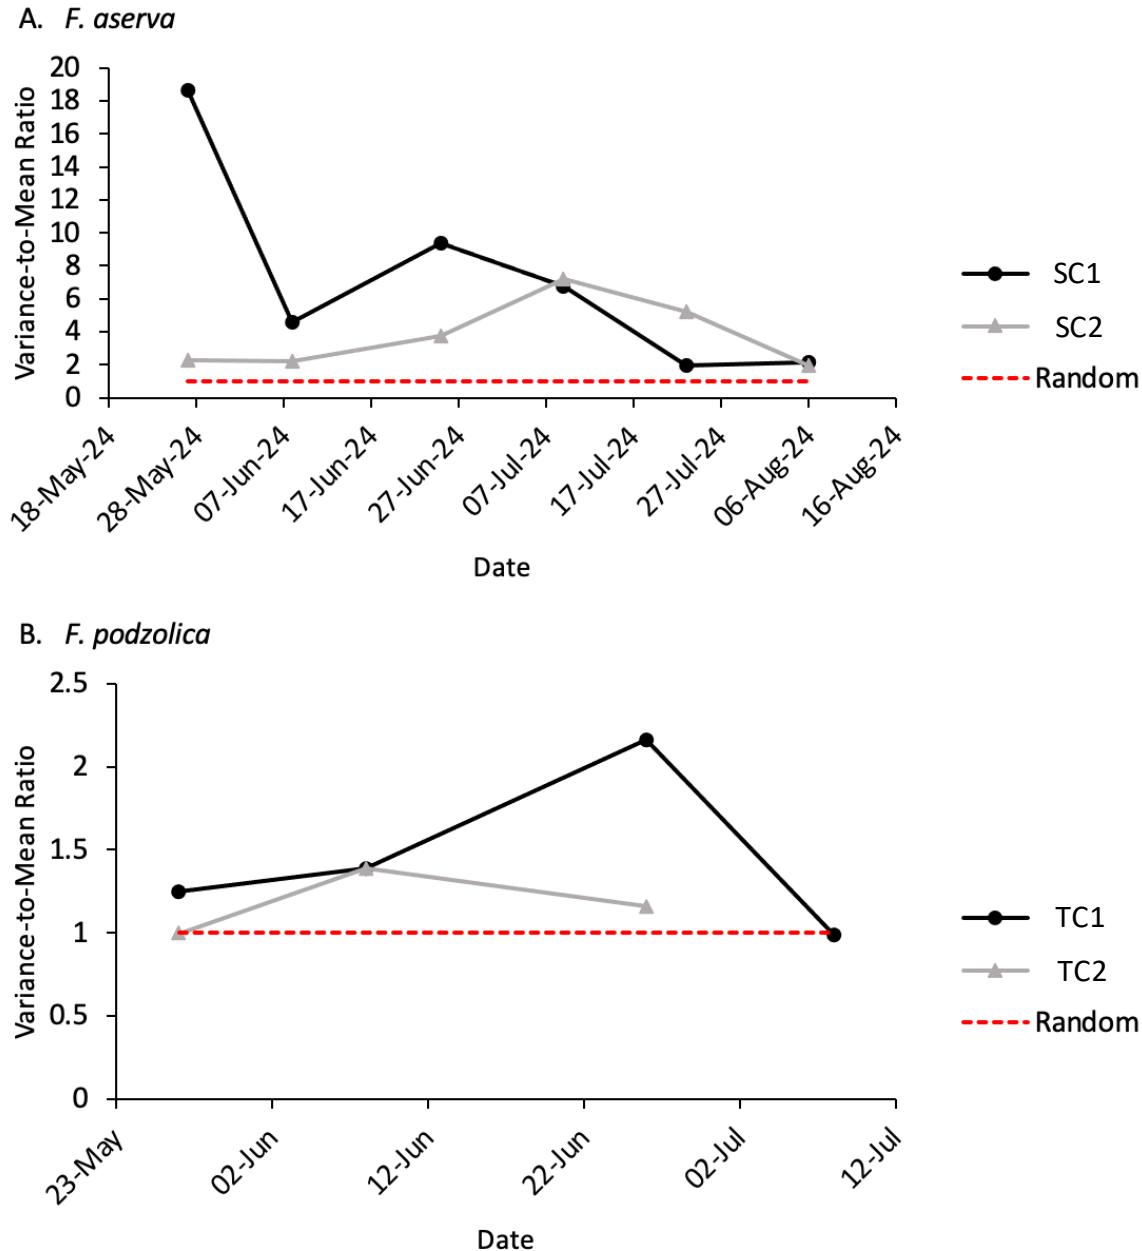 A. F. aserva
Variance-to-Mean Ratio
20
18
16
14
12
10
8
6
4
2
0
18-May-24
28-May-24
07-Jun-24
17-Jun-24
27-Jun-24
07-Jul-24
17-Jul-24
27-Jul-24
06-Aug-24
16-Aug-24
Date
SC1
SC2
Random
B. F. podzolica
Variance-to-Mean Ratio
2.5
2
1.5
1
0.5
0
23-May
02-Jun
12-Jun
22-Jun
02-Jul
12-Jul
Date
TC1
TC2
Random